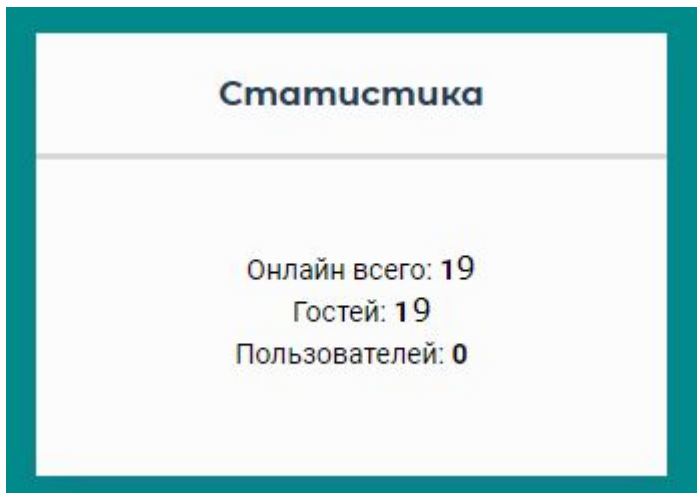 Статистика
Онлайн всего: 19
Гостей: 19
Пользователей: 0